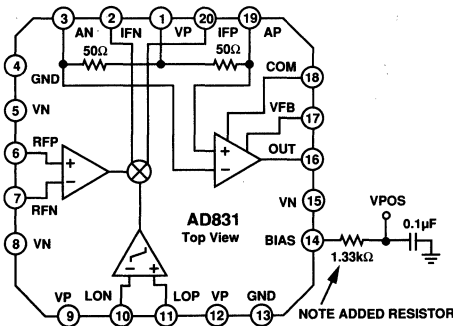 3 2 1 20 19
AN IFN VP IFP AP
50Ω 50Ω
4 GND COM 18
5 VN VFB 17
6 RFP + − + − OUT 16
7 RFN
VN 15 VPOS
AD831
Top View
8 VN BIAS 14 0.1µF
1.33kΩ
− +
VP LON LOP VP GND
9 10 11 12 13
NOTE ADDED RESISTOR